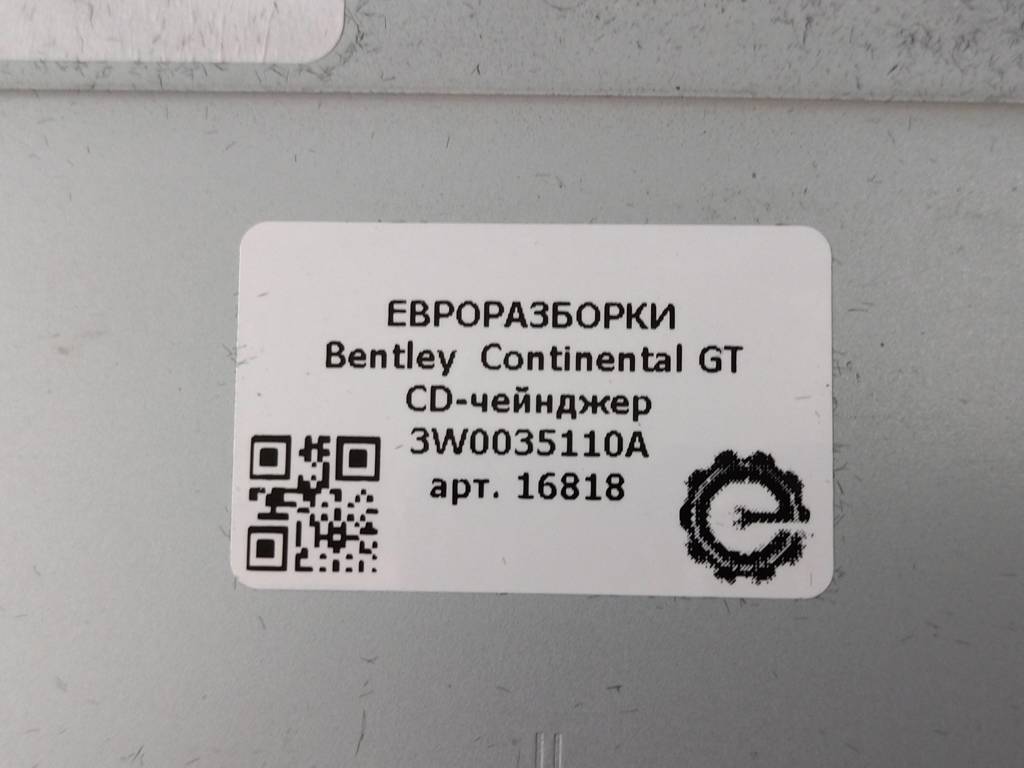 ЕВРОРАЗБОРКИ
Bentley Continental GT
CD-чейнджер
3W0035110A
арт. 16818